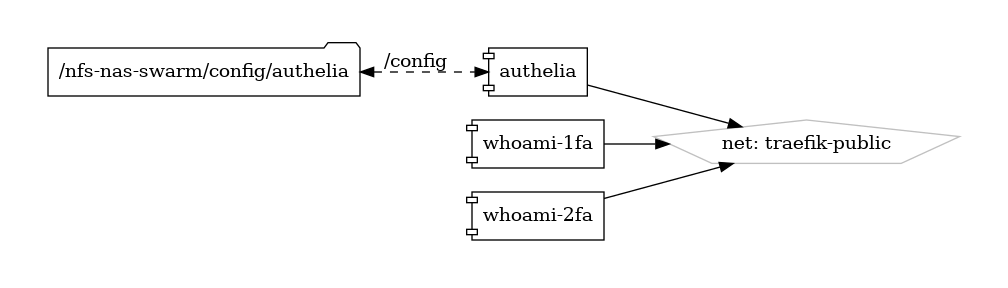 /nfs-nas-swarm/config/authelia
/config
authelia
whoami-1fa
net: traefik-public
whoami-2fa